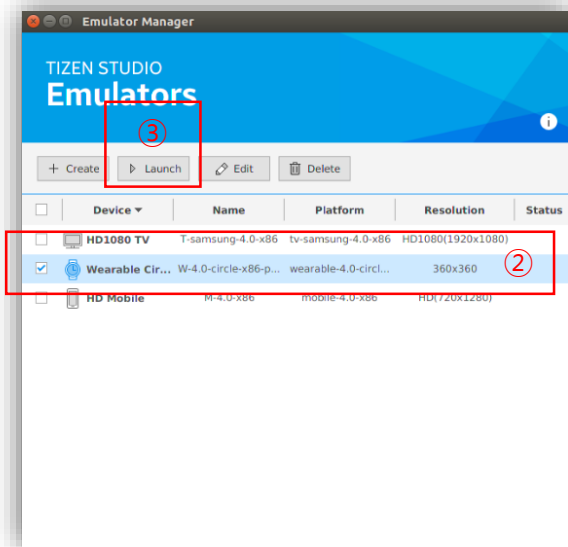 Emulator Manager
TIZEN STUDIO
Emulators
③
+ Create Launch Edit Delete
Device Name Platform Resolution Status
HD1080 TV T-samsung-4.0-x86 tv-samsung-4.0-x86 HD1080(1920x1080)
②
Wearable Cir... W-4.0-circle-x86-p... wearable-4.0-circl... 360x360
HD Mobile M-4.0-x86 mobile-4.0-x86 HD(720x1280)